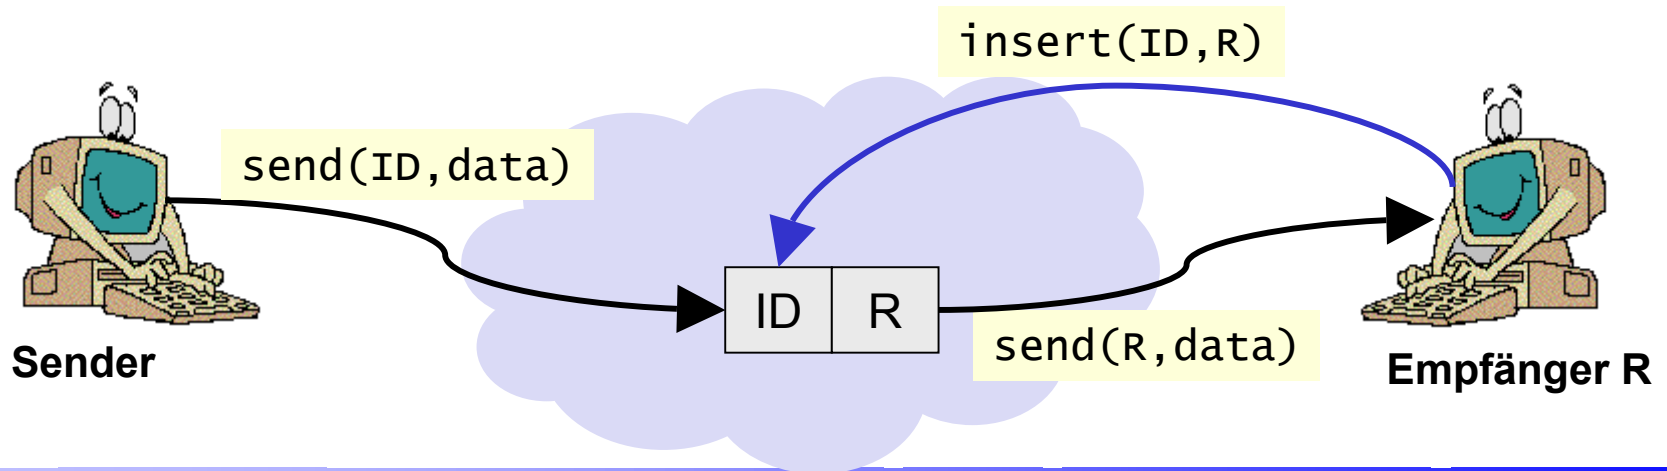 insert(ID,R)
send(ID,data)
ID R
send(R,data)
Sender
Empfänger R